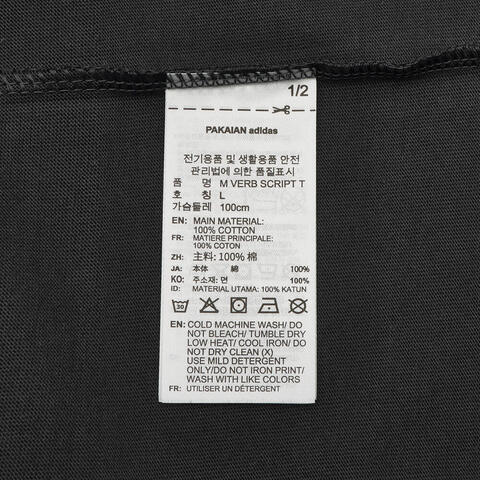 1/2
PAKAIAN adidas
전기용품 및 생활용품 안전
관리법에 의한 품질표시
품 명 M VERB SCRIPT T
호 칭 L
가슴둘레 100cm
EN: MAIN MATERIAL:
100% COTTON
FR: MATIERE PRINCIPALE:
100% COTON
ZH: 主料: 100% 棉
JA: 本体 綿 100%
KO: 주소재: 면 100%
ID: MATERIAL UTAMA: 100% KATUN
30
EN: COLD MACHINE WASH/ DO
NOT BLEACH/ TUMBLE DRY
LOW HEAT/ COOL IRON/ DO
NOT DRY CLEAN (X)
USE MILD DETERGENT
ONLY/DO NOT IRON PRINT/
WASH WITH LIKE COLORS
FR: UTILISER UN DÉTERGENT